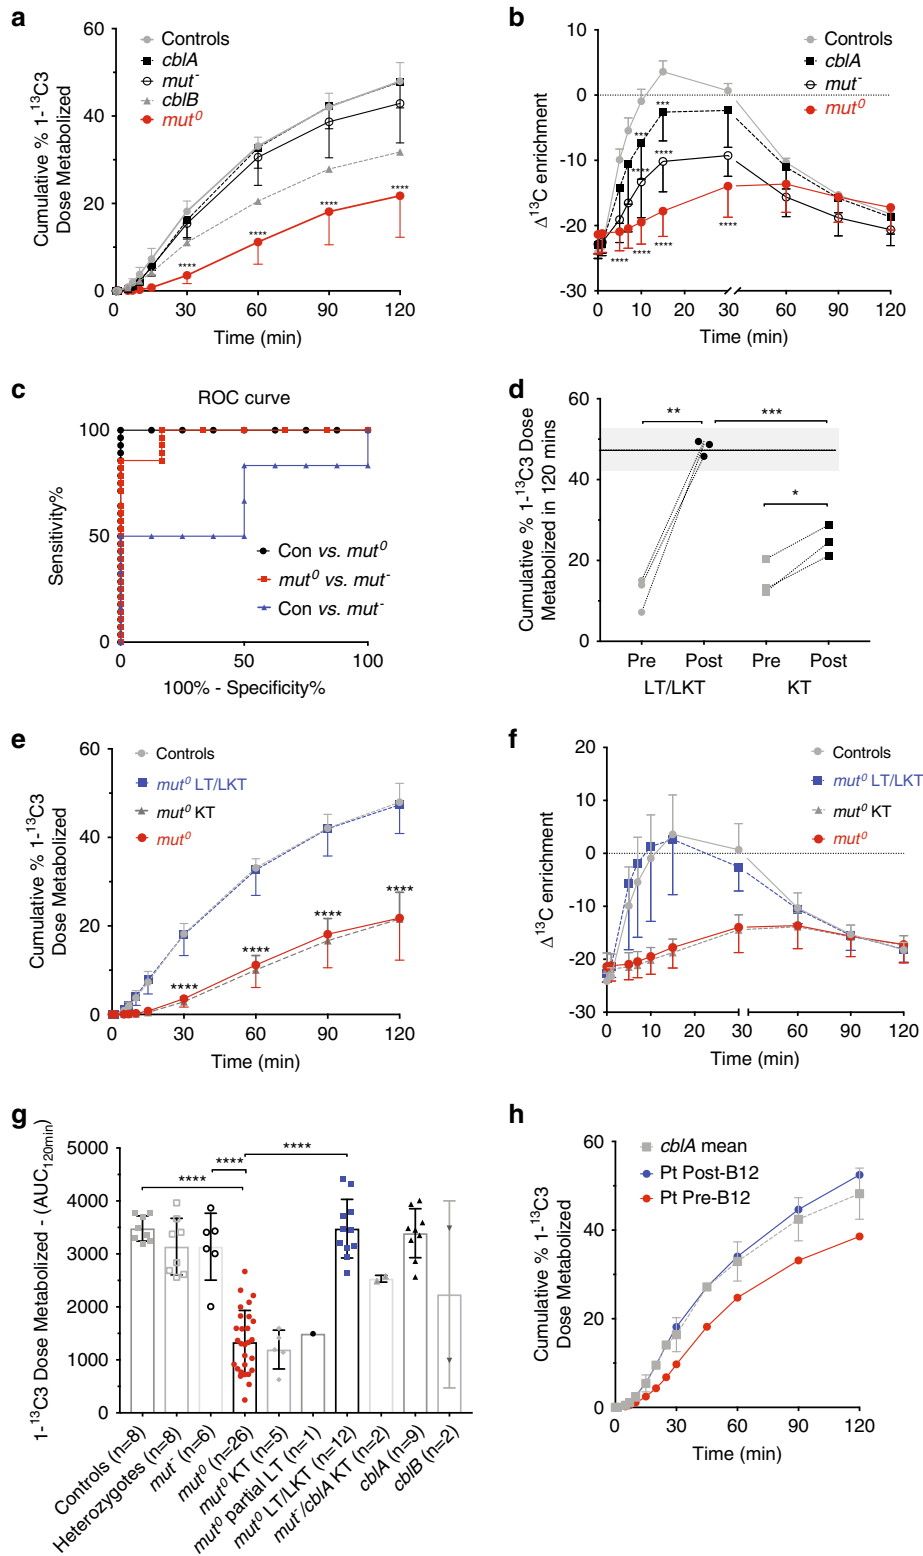 a
60
40
20
0
Cumulative % 1-¹³C3
Dose Metabolized
Controls
cblA
mut⁻
cblB
mut⁰
****
****
****
****
0 30 60 90 120
Time (min)
b
10
0
-10
-20
-30
Δ¹³C enrichment
Controls
cblA
mut⁻
mut⁰
***
***
****
****
****
****
****
****
0 10 20 30 60 90 120
Time (min)
c
ROC curve
100
50
0
Sensitivity%
Con vs. mut⁰
mut⁰ vs. mut⁻
Con vs. mut⁻
0 50 100
100% - Specificity%
d
60
40
20
0
Cumulative % 1-¹³C3 Dose
Metabolized in 120 mins
**
***
*
Pre Post Pre Post
LT/LKT KT
e
60
40
20
0
Cumulative % 1-¹³C3
Dose Metabolized
Controls
mut⁰ LT/LKT
mut⁰ KT
mut⁰
****
****
****
****
0 30 60 90 120
Time (min)
f
20
10
0
-10
-20
-30
Δ¹³C enrichment
Controls
mut⁰ LT/LKT
mut⁰ KT
mut⁰
0 10 20 30 60 90 120
Time (min)
g
5000
4000
3000
2000
1000
0
1-¹³C3 Dose Metabolized - (AUC₁₂₀ₘᵢₙ)
****
****
****
Controls (n=8)
Heterozygotes (n=8)
mut⁻ (n=6)
mut⁰ (n=26)
mut⁰ KT (n=5)
mut⁰ partial LT (n=1)
mut⁰ LT/LKT (n=12)
mut⁻/cblA KT (n=2)
cblA (n=9)
cblB (n=2)
h
60
40
20
0
Cumulative % 1-¹³C3
Dose Metabolized
cblA mean
Pt Post-B12
Pt Pre-B12
0 30 60 90 120
Time (min)